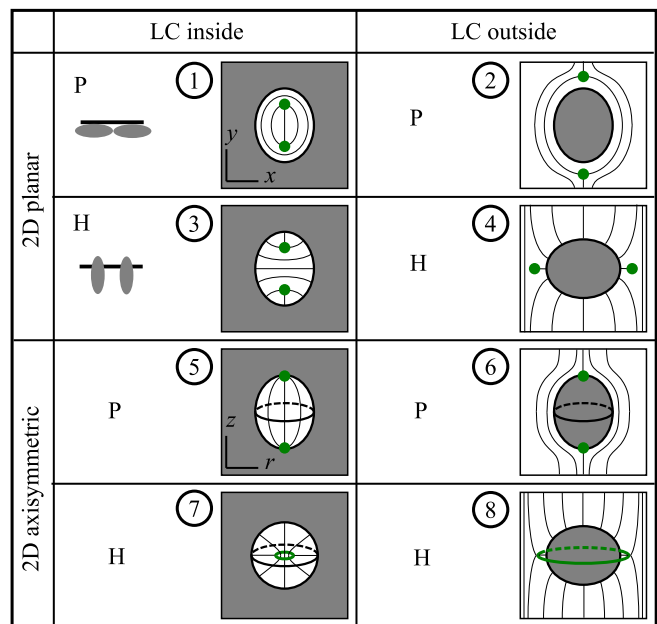 LC inside
LC outside
2D planar
P
1
y
x
P
2
H
3
H
4
2D axisymmetric
P
5
z
r
P
6
H
7
H
8